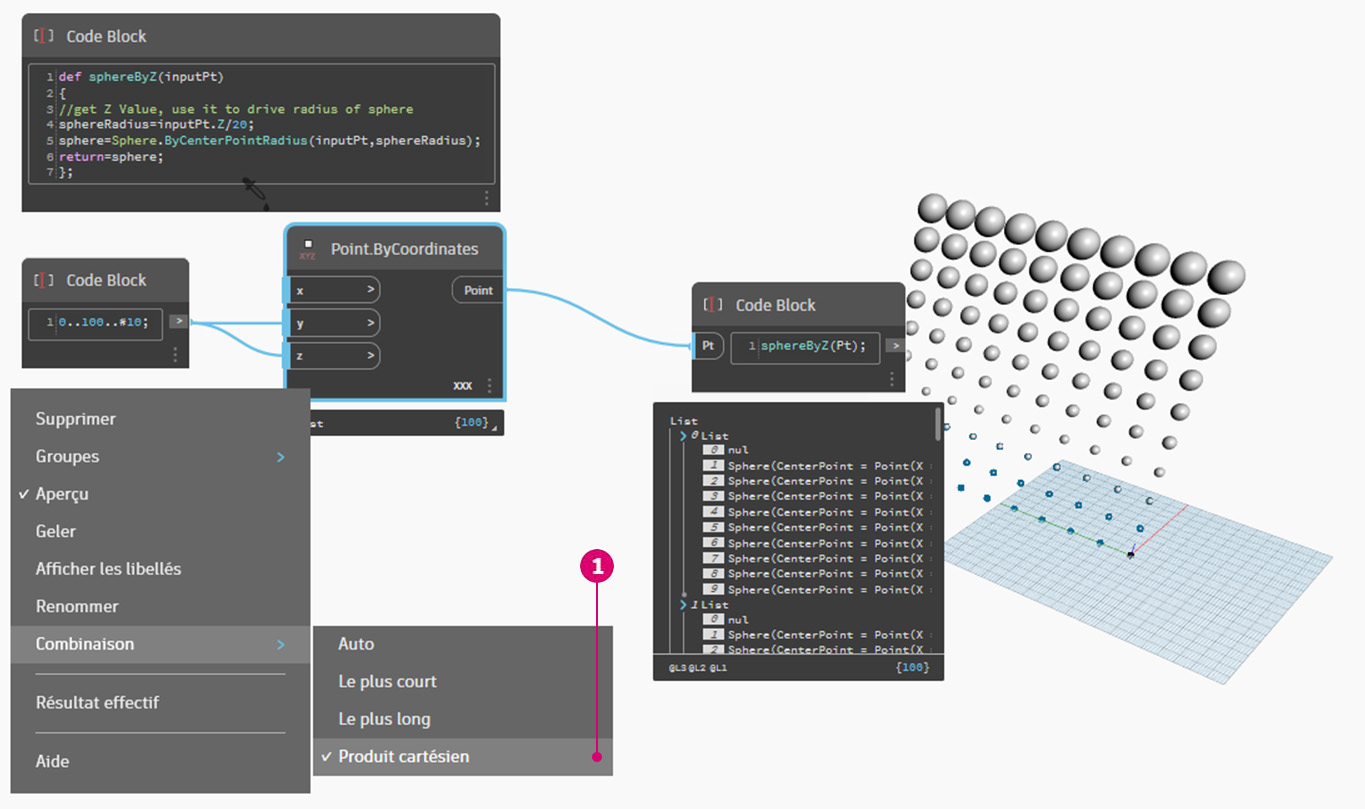 Code Block
1 def sphereByZ(inputPt)
2 {
3 //get Z Value, use it to drive radius of sphere
4 sphereRadius=inputPt.Z/20;
5 sphere=Sphere.ByCenterPointRadius(inputPt,sphereRadius);
6 return=sphere;
7 };
Code Block
1 0..100..#10;
>
XYZ
Point.ByCoordinates
x >
Point
y >
z >
XXX
st
{100}
Code Block
Pt
1 sphereByZ(Pt);
>
List
0 List
0 nul
1 Sphere(CenterPoint = Point(X
2 Sphere(CenterPoint = Point(X
3 Sphere(CenterPoint = Point(X
4 Sphere(CenterPoint = Point(X
5 Sphere(CenterPoint = Point(X
6 Sphere(CenterPoint = Point(X
7 Sphere(CenterPoint = Point(X
8 Sphere(CenterPoint = Point(X
9 Sphere(CenterPoint = Point(X
1 List
0 nul
1 Sphere(CenterPoint = Point(X
2 Sphere(CenterPoint = Point(X
@L3 @L2 @L1
{100}
Supprimer
Groupes >
✓ Aperçu
Geler
Afficher les libellés
Renommer
Combinaison >
Résultat effectif
Aide
1
Auto
Le plus court
Le plus long
✓ Produit cartésien